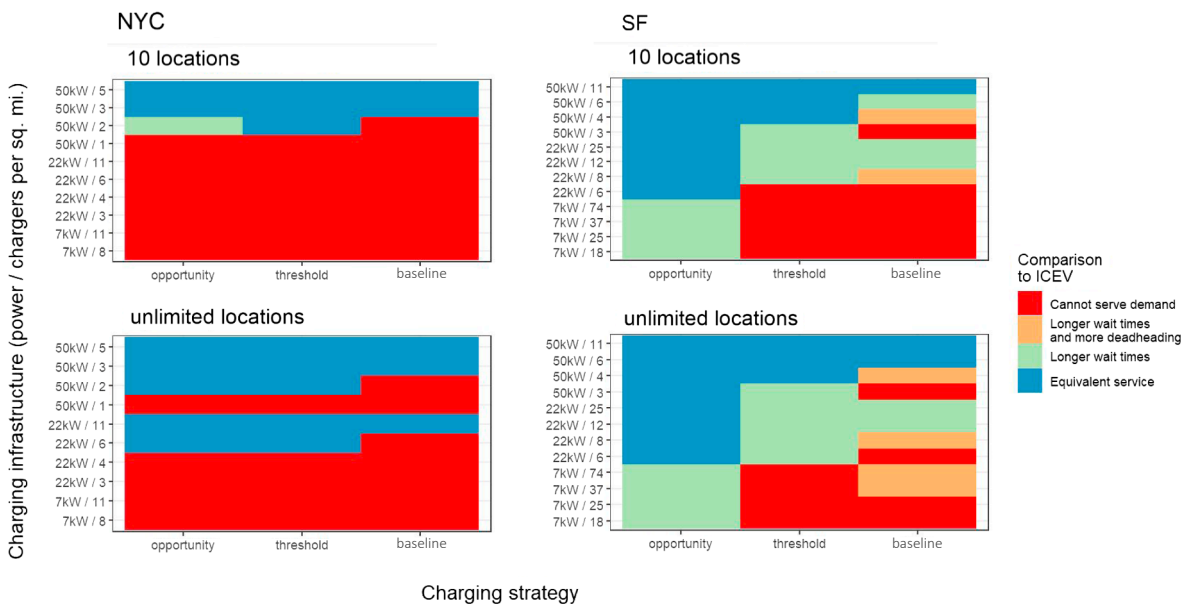 NYC
SF
10 locations
10 locations
Charging infrastructure (power / chargers per sq. mi.)
50kW / 5
50kW / 3
50kW / 2
50kW / 1
22kW / 11
22kW / 6
22kW / 4
22kW / 3
7kW / 11
7kW / 8
opportunity
threshold
baseline
50kW / 11
50kW / 6
50kW / 4
50kW / 3
22kW / 25
22kW / 12
22kW / 8
22kW / 6
7kW / 74
7kW / 37
7kW / 25
7kW / 18
opportunity
threshold
baseline
unlimited locations
unlimited locations
50kW / 5
50kW / 3
50kW / 2
50kW / 1
22kW / 11
22kW / 6
22kW / 4
22kW / 3
7kW / 11
7kW / 8
opportunity
threshold
baseline
50kW / 11
50kW / 6
50kW / 4
50kW / 3
22kW / 25
22kW / 12
22kW / 8
22kW / 6
7kW / 74
7kW / 37
7kW / 25
7kW / 18
opportunity
threshold
baseline
Comparison
to ICEV
Cannot serve demand
Longer wait times
and more deadheading
Longer wait times
Equivalent service
Charging strategy